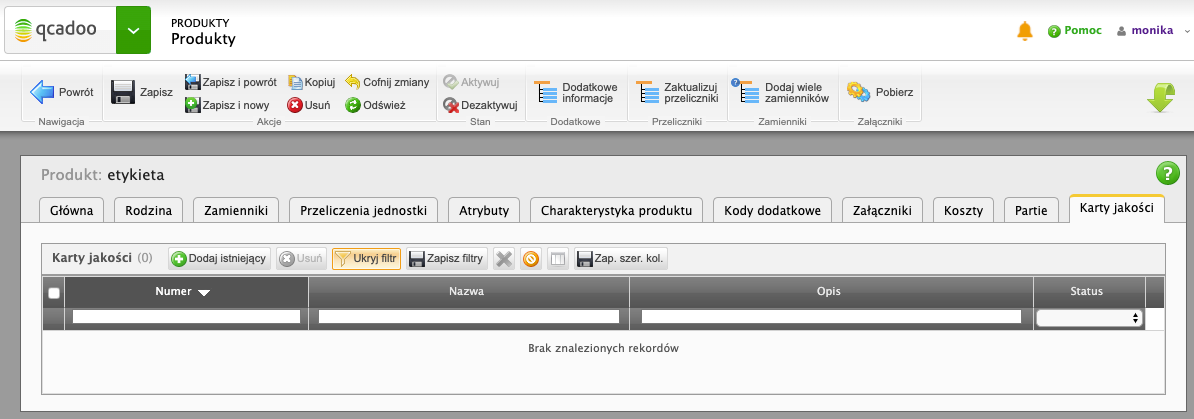 qcadoo
PRODUKTY
Produkty
Pomoc
monika
Powrót
Nawigacja
Zapisz
Zapisz i powrót
Kopiuj
Cofnij zmiany
Zapisz i nowy
Usuń
Odśwież
Akcje
Aktywuj
Dezaktywuj
Stan
Dodatkowe
informacje
Dodatkowe
Zaktualizuj
przeliczniki
Przeliczniki
Dodaj wiele
zamienników
Zamienniki
Pobierz
Załączniki
Produkt: etykieta
Główna
Rodzina
Zamienniki
Przeliczenia jednostki
Atrybuty
Charakterystyka produktu
Kody dodatkowe
Załączniki
Koszty
Partie
Karty jakości
Karty jakości (0)
Dodaj istniejący
Usuń
Ukryj filtr
Zapisz filtry
Zap. szer. kol.
Numer
Nazwa
Opis
Status
Brak znalezionych rekordów